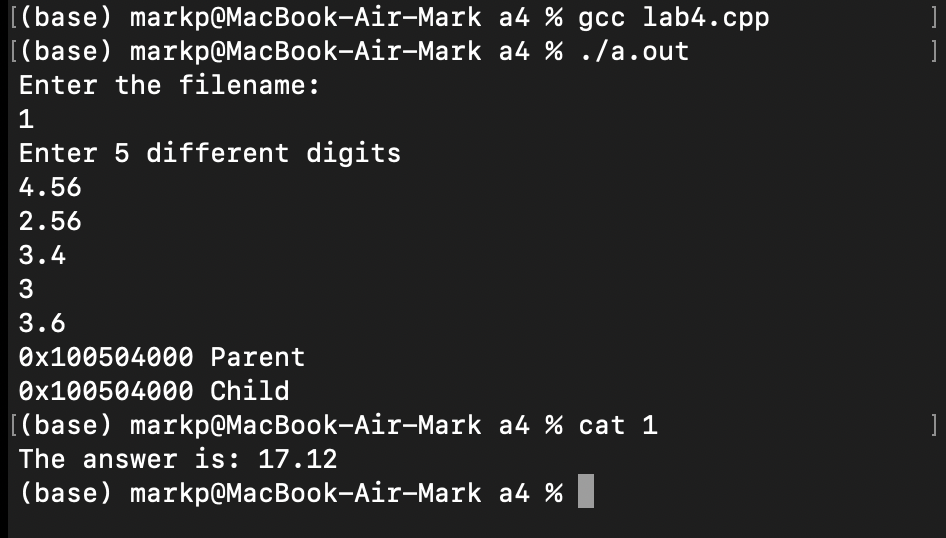 [(base) markp@MacBook-Air-Mark a4 % gcc lab4.cpp ]
[(base) markp@MacBook-Air-Mark a4 % ./a.out ]
Enter the filename:
1
Enter 5 different digits
4.56
2.56
3.4
3
3.6
0x100504000 Parent
0x100504000 Child
[(base) markp@MacBook-Air-Mark a4 % cat 1 ]
The answer is: 17.12
(base) markp@MacBook-Air-Mark a4 %